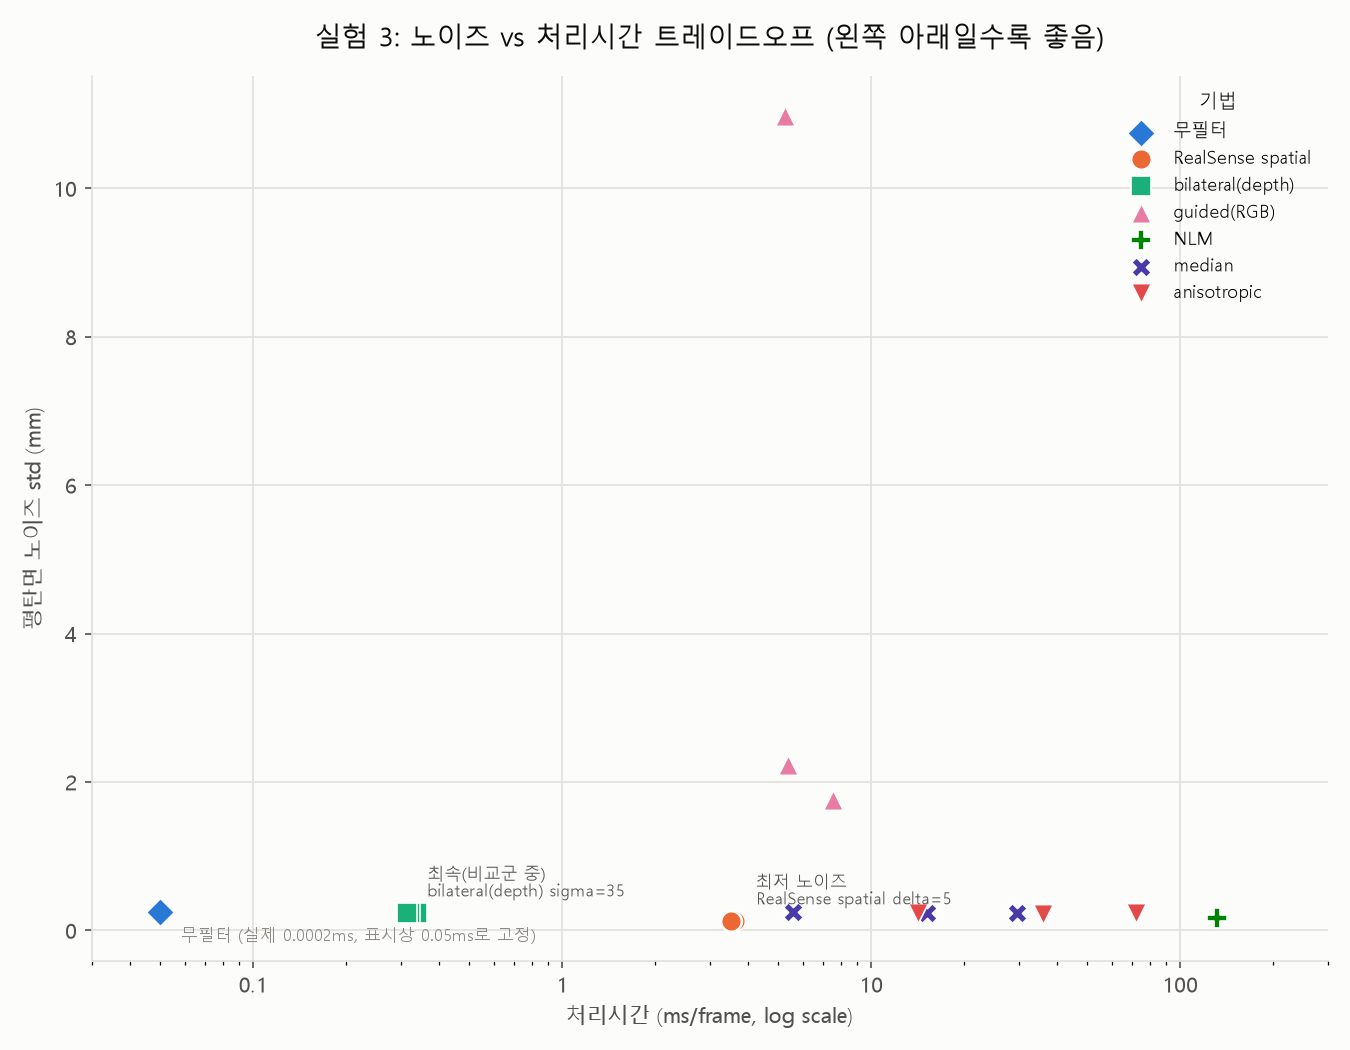 실험 3: 노이즈 vs 처리시간 트레이드오프 (왼쪽 아래일수록 좋음)
기법
무필터
RealSense spatial
bilateral(depth)
guided(RGB)
NLM
median
anisotropic
평탄면 노이즈 std (mm)
10
8
6
4
2
0
최속(비교군 중)
bilateral(depth) sigma=35
최저 노이즈
RealSense spatial delta=5
무필터 (실제 0.0002ms, 표시상 0.05ms로 고정)
0.1
1
10
100
처리시간 (ms/frame, log scale)